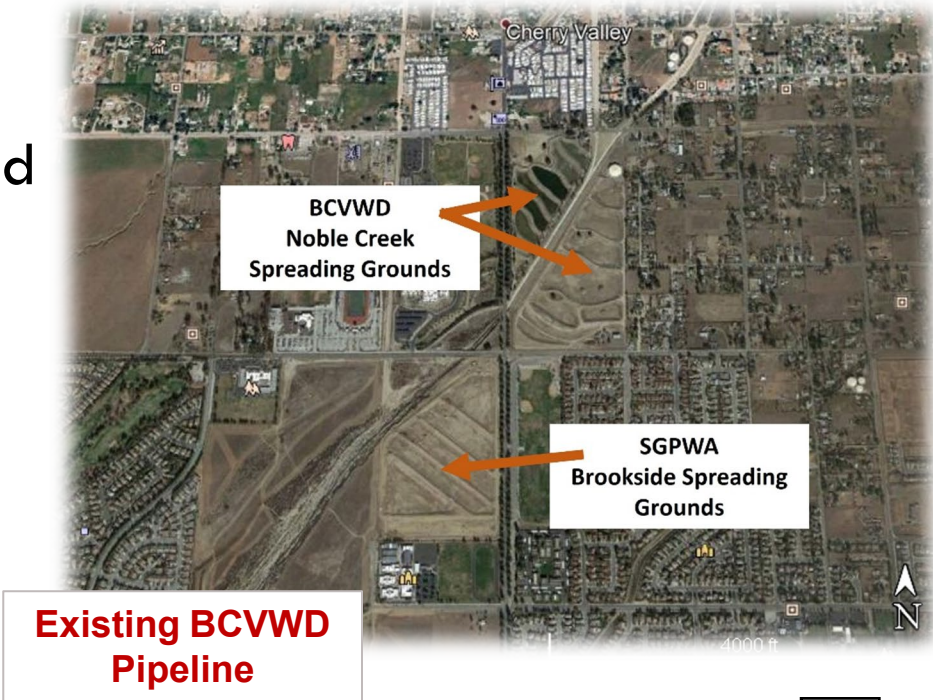 Cherry Valley
d
BCVWD
Noble Creek
Spreading Grounds
SGPWA
Brookside Spreading
Grounds
N
Existing BCVWD
Pipeline
4000 ft